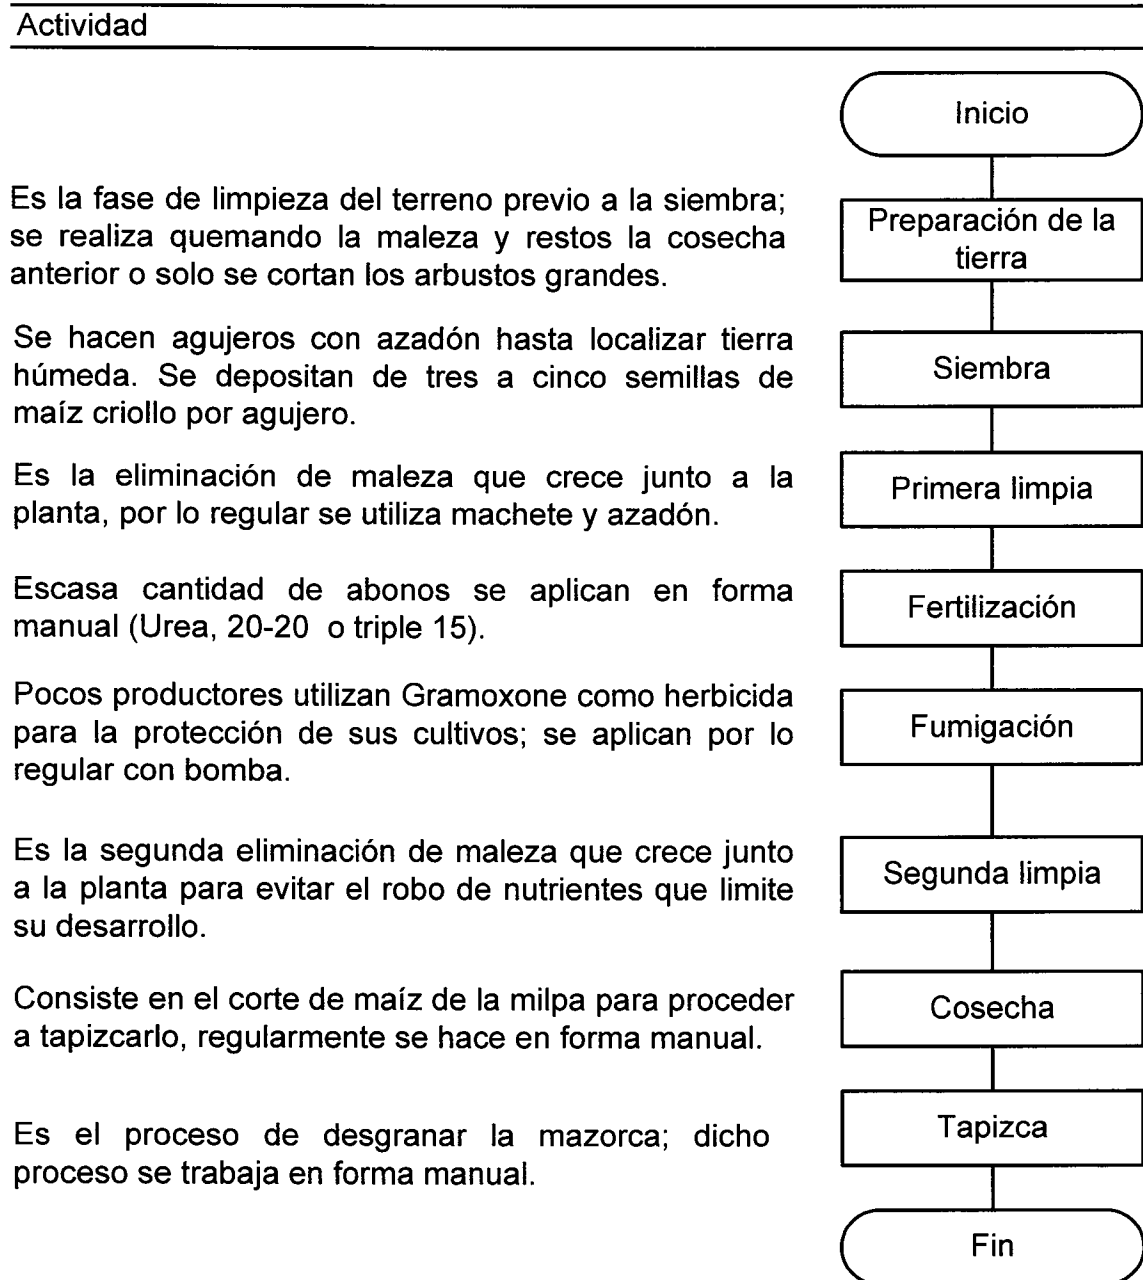 Actividad
Inicio
Es la fase de limpieza del terreno previo a la siembra;
se realiza quemando la maleza y restos la cosecha
anterior o solo se cortan los arbustos grandes.
Preparación de la
tierra
Se hacen agujeros con azadón hasta localizar tierra
húmeda. Se depositan de tres a cinco semillas de
maíz criollo por agujero.
Siembra
Es la eliminación de maleza que crece junto a la
planta, por lo regular se utiliza machete y azadón.
Primera limpia
Escasa cantidad de abonos se aplican en forma
manual (Urea, 20-20 o triple 15).
Fertilización
Pocos productores utilizan Gramoxone como herbicida
para la protección de sus cultivos; se aplican por lo
regular con bomba.
Fumigación
Es la segunda eliminación de maleza que crece junto
a la planta para evitar el robo de nutrientes que limite
su desarrollo.
Segunda limpia
Consiste en el corte de maíz de la milpa para proceder
a tapizcarlo, regularmente se hace en forma manual.
Cosecha
Es el proceso de desgranar la mazorca; dicho
proceso se trabaja en forma manual.
Tapizca
Fin